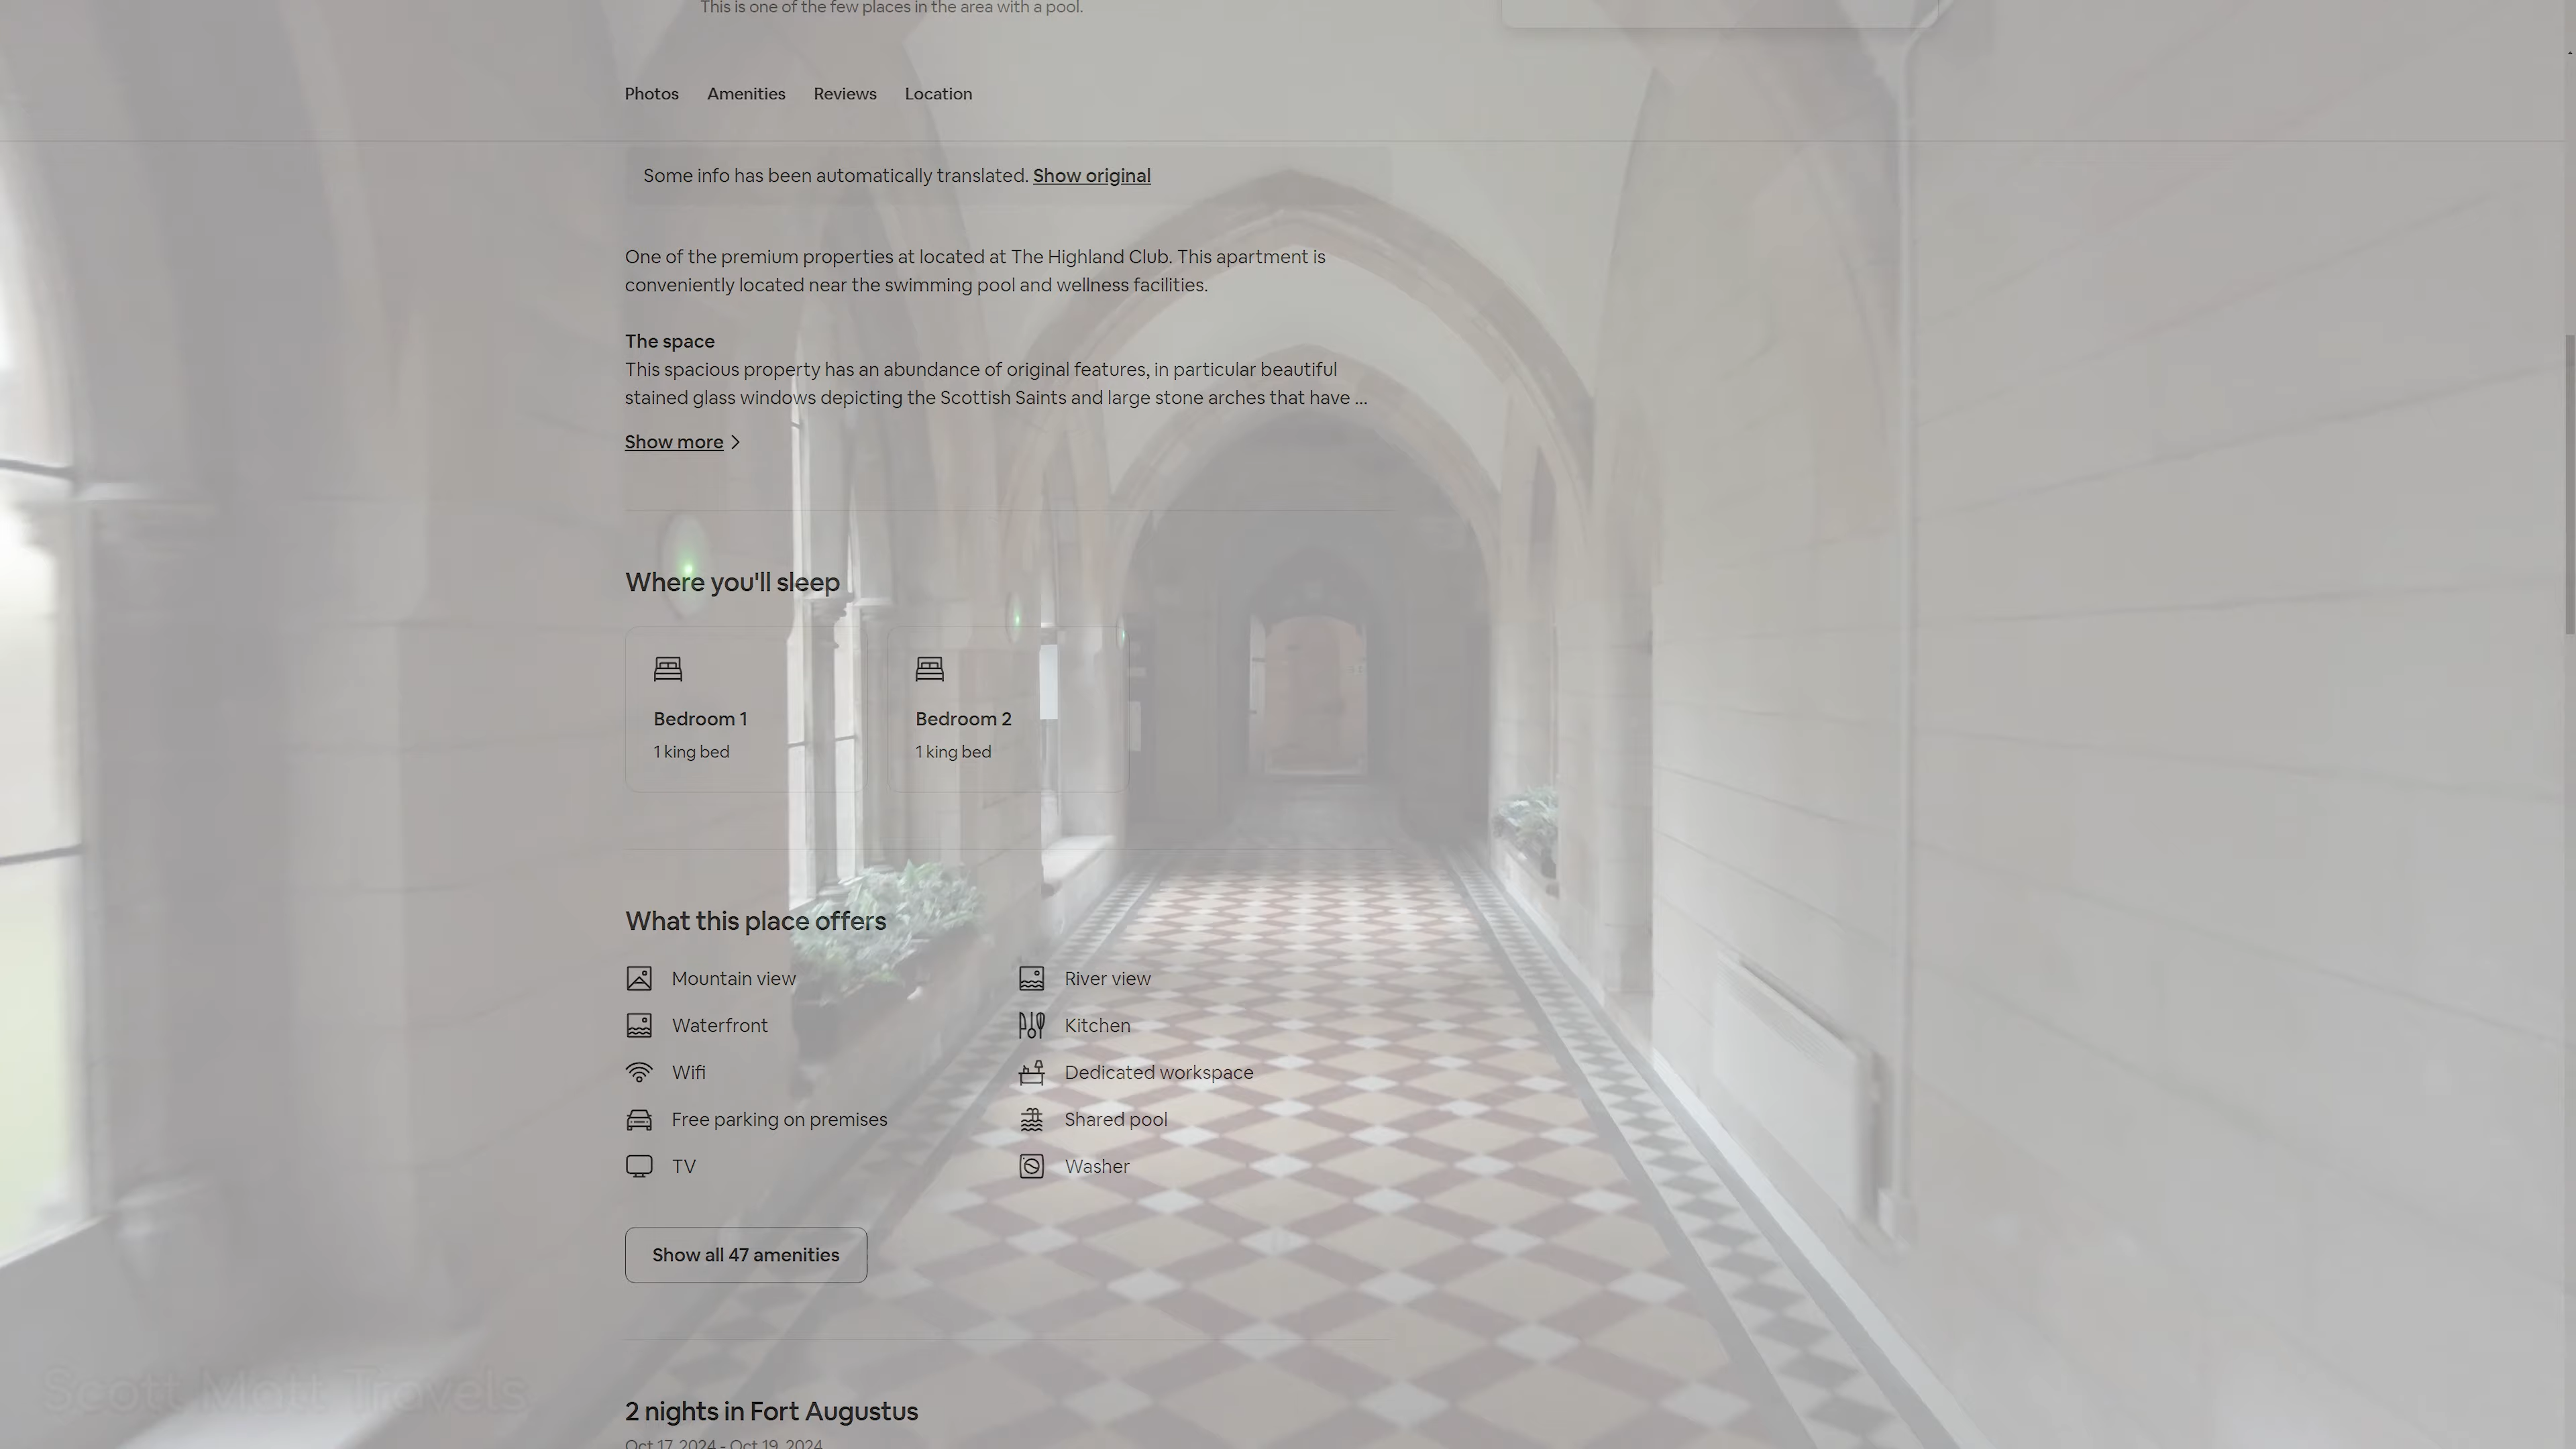 This is one of the few places in the area with a pool.
Photos Amenities Reviews Location
Some info has been automatically translated. Show original
One of the premium properties at located at The Highland Club. This apartment is
conveniently located near the swimming pool and wellness facilities.
The space
This spacious property has an abundance of original features, in particular beautiful
stained glass windows depicting the Scottish Saints and large stone arches that have ...
Show more
Where you'll sleep
Bedroom 1
1 king bed
Bedroom 2
1 king bed
What this place offers
Mountain view
River view
Waterfront
Kitchen
Wifi
Dedicated workspace
Free parking on premises
Shared pool
TV
Washer
Show all 47 amenities
Scott Matt Travels
2 nights in Fort Augustus
Oct 17, 2024 - Oct 19, 2024